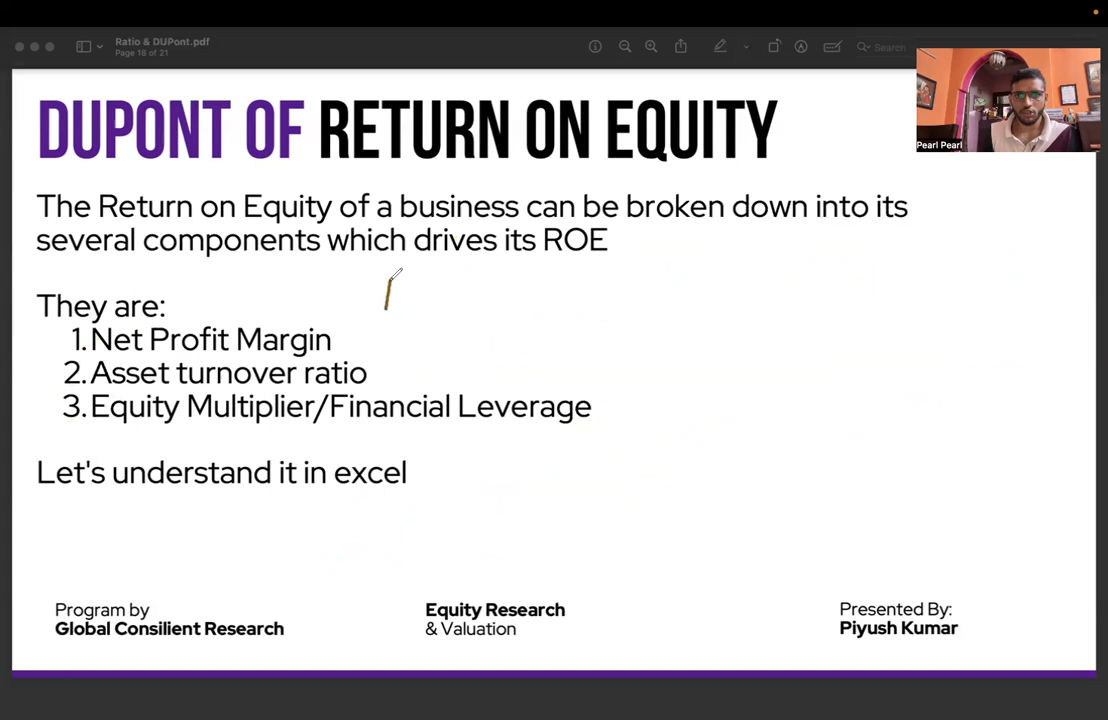 Ratio & DUPont.pdf
Page 18 of 21
Search
DUPONT OF RETURN ON EQUITY
Pearl Pearl
The Return on Equity of a business can be broken down into its
several components which drives its ROE
They are:
1. Net Profit Margin
2. Asset turnover ratio
3. Equity Multiplier/Financial Leverage
Let's understand it in excel
Program by
Global Consilient Research
Equity Research
& Valuation
Presented By:
Piyush Kumar